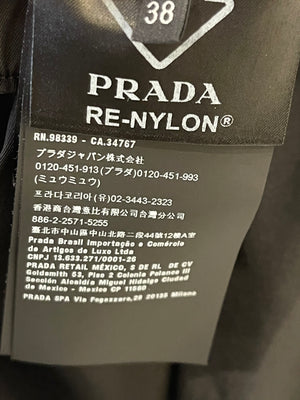 38
PRADA
RE-NYLON®
RN.98339 - CA.34767
プラダジャパン株式会社
0120-451-913 (プラダ) 0120-451-993
(ミュウミュウ)
프라다코리아(유) 02-3443-2323
香港商台灣普比有限公司台灣分公司
886-2-2571-5255
臺北市中山區中山北路二段44號12樓A
Prada Brasil Importação e Comércio
de Artigos de Luxo Ltda
CNPJ 13.633.271/0001-26
PRADA RETAIL MÉXICO, S DE RL DE CV
Goldsmith 53, Piso 2 Colonia Polanco III
Sección Alcaldía Miguel Hidalgo Ciudad
de Mexico - Mexico CP 11560
PRADA SPA Via Fogazzaro, 28 20135 Milano